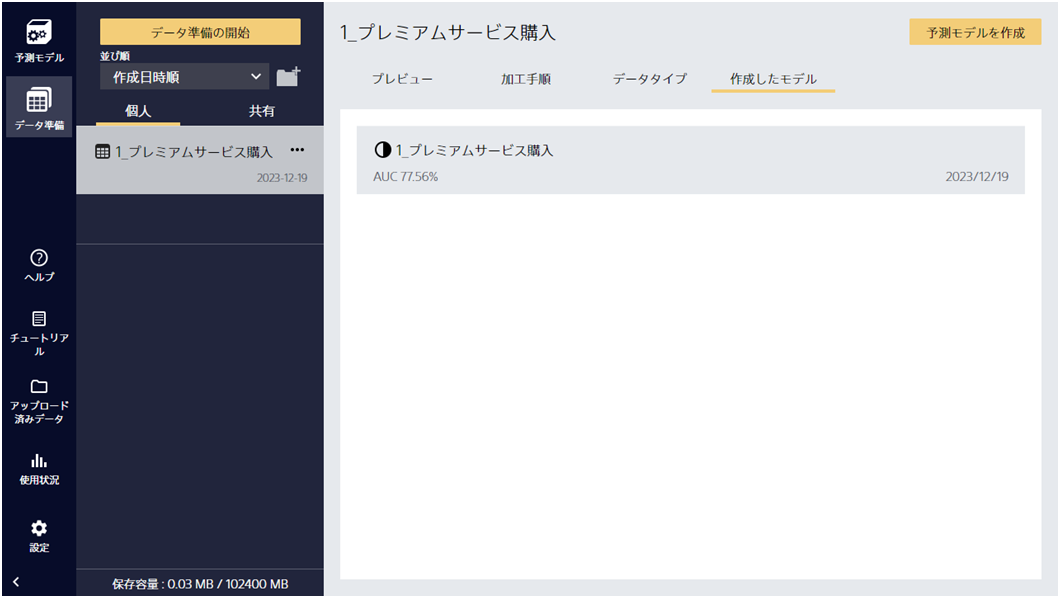 予測モデル
データ準備
ヘルプ
チュートリア
ル
アップロード
済みデータ
使用状況
設定
データ準備の開始
並び順
作成日時順
個人 共有
1_プレミアムサービス購入 •••
2023-12-19
保存容量 : 0.03 MB / 102400 MB
1_プレミアムサービス購入
予測モデルを作成
プレビュー 加工手順 データタイプ 作成したモデル
1_プレミアムサービス購入
AUC 77.56% 2023/12/19